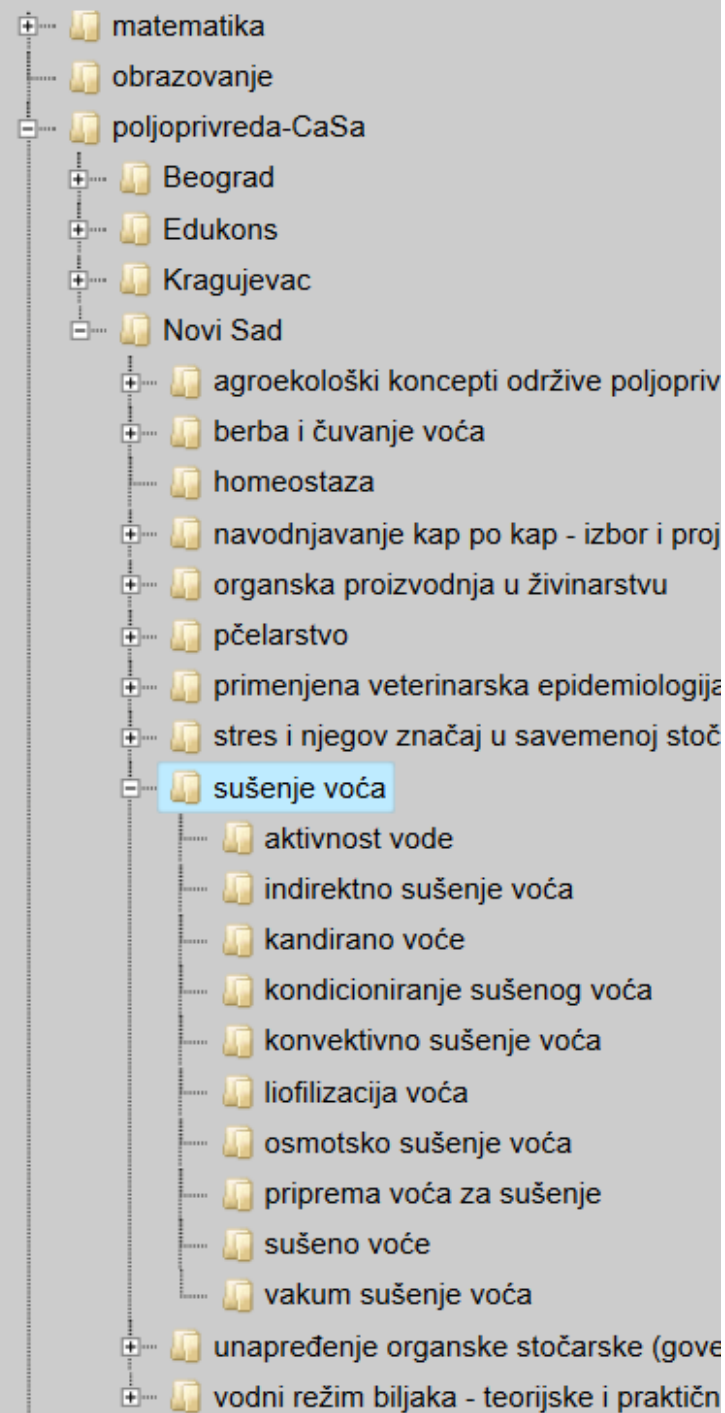 matematika
obrazovanje
poljoprivreda-CaSa
Beograd
Edukons
Kragujevac
Novi Sad
agroekološki koncepti održive poljopriv
berba i čuvanje voća
homeostaza
navodnjavanje kap po kap - izbor i proj
organska proizvodnja u živinarstvu
pčelarstvo
primenjena veterinarska epidemiologija
stres i njegov značaj u savemenoj stoč
sušenje voća
aktivnost vode
indirektno sušenje voća
kandirano voće
kondicioniranje sušenog voća
konvektivno sušenje voća
liofilizacija voća
osmotsko sušenje voća
priprema voća za sušenje
sušeno voće
vakum sušenje voća
unapređenje organske stočarske (gove
vodni režim biljaka - teorijske i praktičn